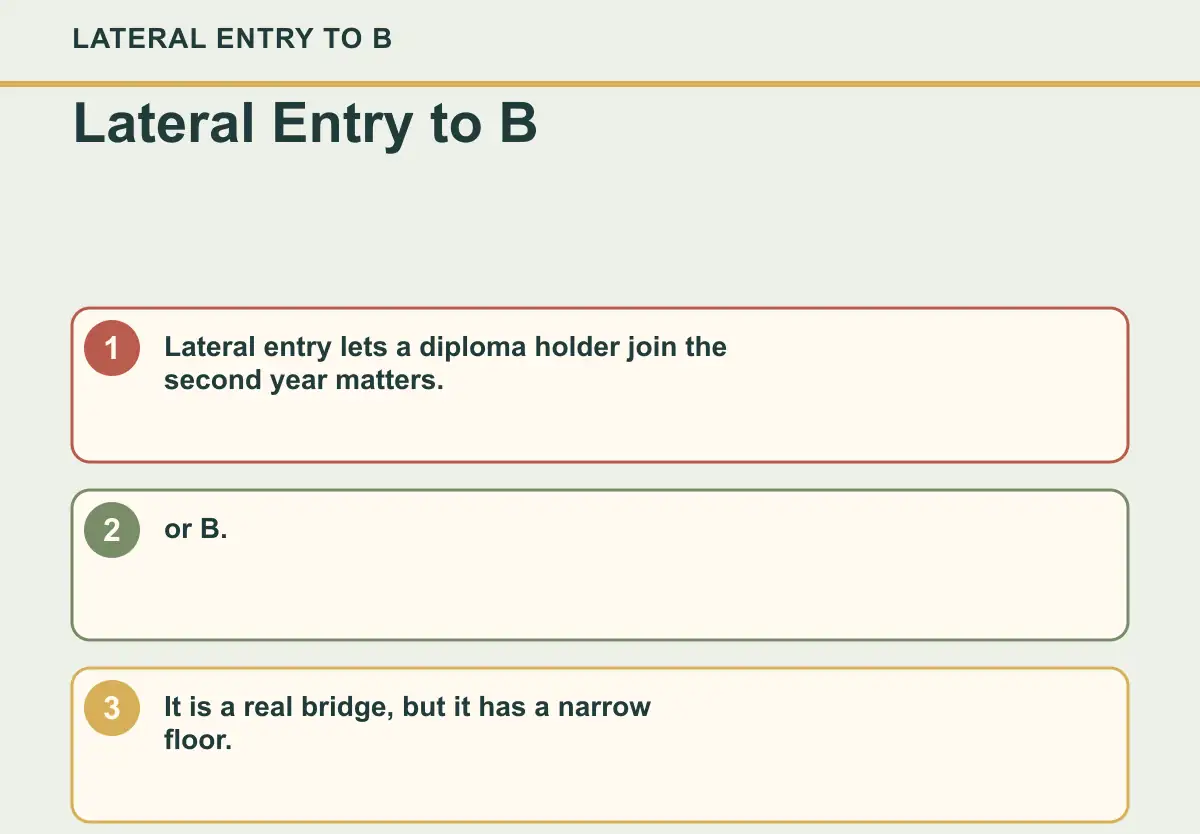 LATERAL ENTRY TO B
Lateral Entry to B
1
Lateral entry lets a diploma holder join the
second year matters.
2
or B.
3
It is a real bridge, but it has a narrow
floor.